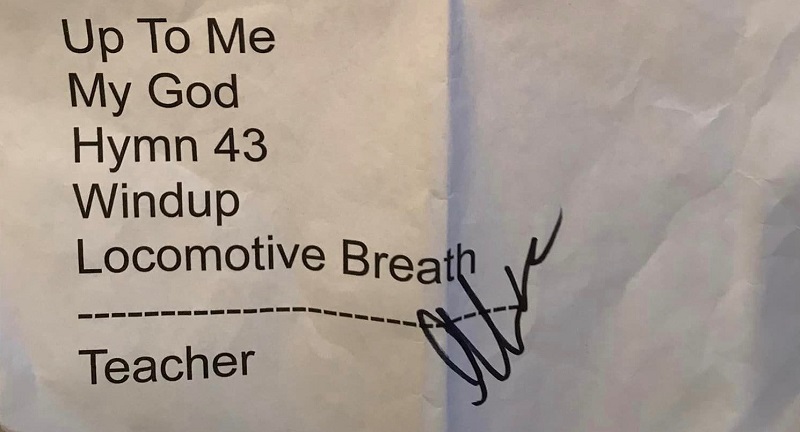 Up To Me
My God
Hymn 43
Windup
Locomotive Breath
--------------------------------
Teacher